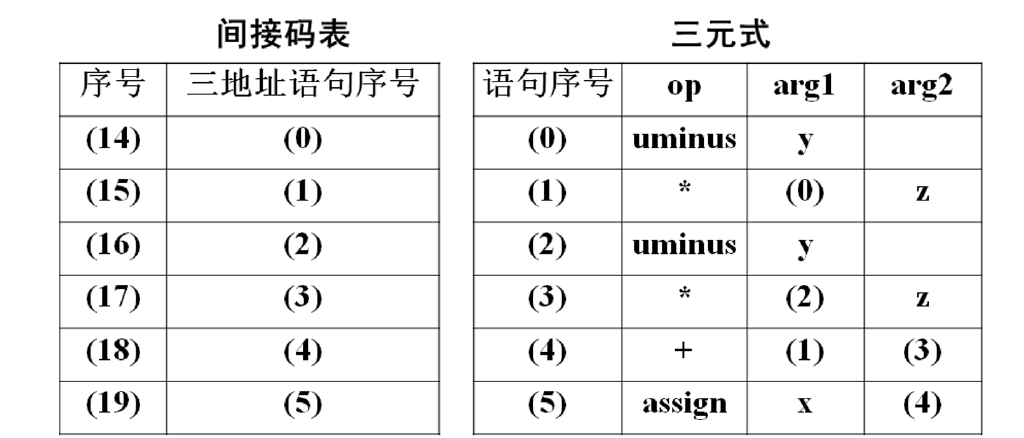 间接码表 三元式
序号 三地址语句序号 语句序号 op arg1 arg2
(14) (0) (0) uminus y
(15) (1) (1) * (0) z
(16) (2) (2) uminus y
(17) (3) (3) * (2) z
(18) (4) (4) + (1) (3)
(19) (5) (5) assign x (4)